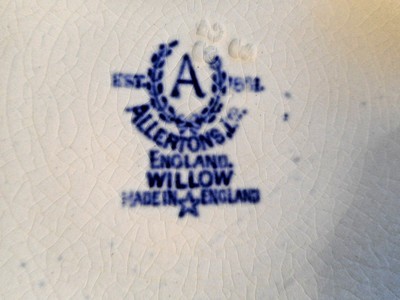 A
EST. 1831.
ALLERTONS LTD
ENGLAND.
WILLOW
MADE IN ENGLAND